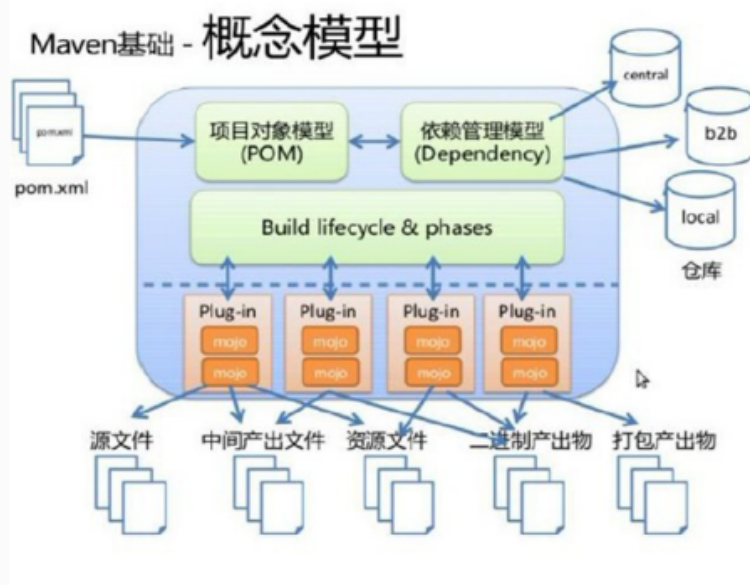 Maven基础 - 概念模型
central
pom.xml
项目对象模型
(POM)
依赖管理模型
(Dependency)
b2b
pom.xml
local
Build lifecycle & phases
仓库
Plug-in
mojo
mojo
Plug-in
mojo
mojo
Plug-in
mojo
mojo
Plug-in
mojo
mojo
源文件
中间产出文件
资源文件
二进制产出物
打包产出物